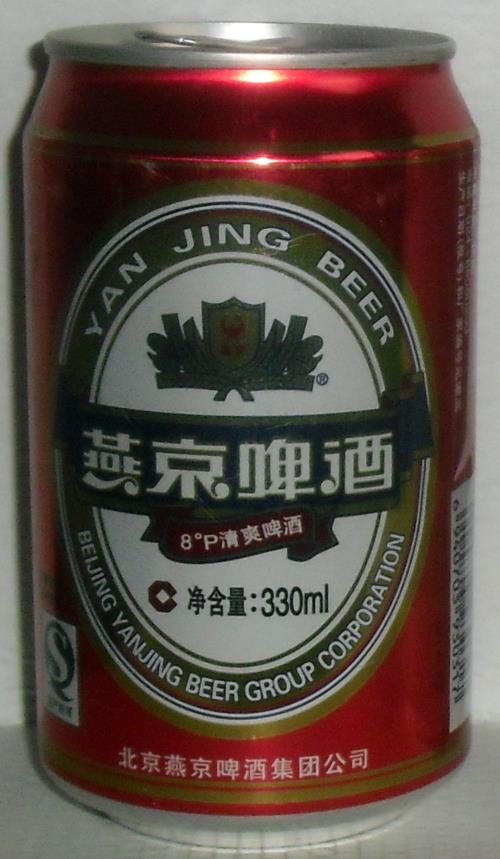 YAN JING BEER
®
燕京啤酒
8°P清爽啤酒
净含量:330ml
BEIJING YANJING BEER GROUP CORPORATION
北京燕京啤酒集团公司